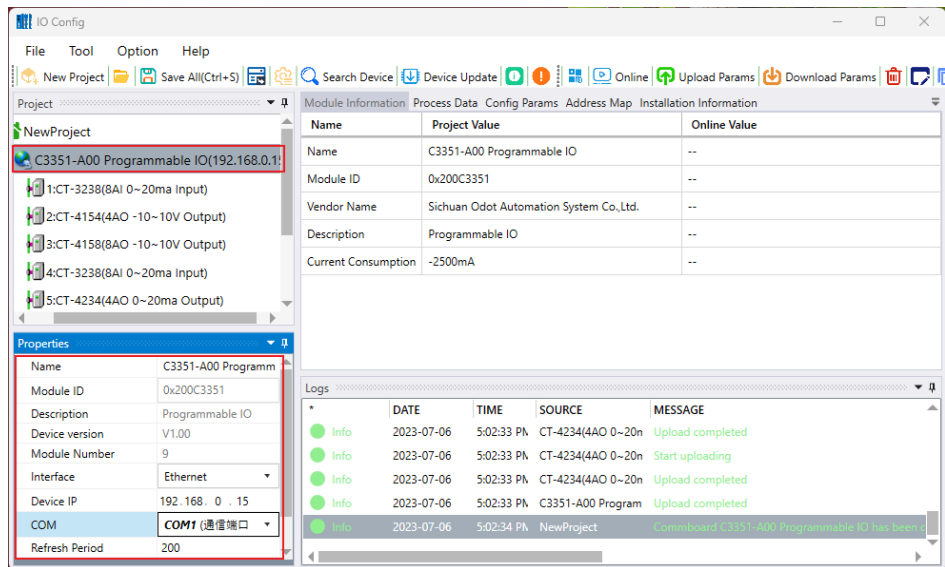 IO Config
File Tool Option Help
New Project Save All(Ctrl+S) Search Device Device Update Online Upload Params Download Params
Project
NewProject
C3351-A00 Programmable IO(192.168.0.15
1:CT-3238(8AI 0~20ma Input)
2:CT-4154(4AO -10~10V Output)
3:CT-4158(8AO -10~10V Output)
4:CT-3238(8AI 0~20ma Input)
5:CT-4234(4AO 0~20ma Output)
Properties
Name C3351-A00 Programm
Module ID 0x200C3351
Description Programmable IO
Device version V1.00
Module Number 9
Interface Ethernet
Device IP 192.168. 0 . 15
COM COM1 (通信端口
Refresh Period 200
Module Information Process Data Config Params Address Map Installation Information
Name Project Value Online Value
Name C3351-A00 Programmable IO --
Module ID 0x200C3351 --
Vendor Name Sichuan Odot Automation System Co.,Ltd. --
Description Programmable IO --
Current Consumption -2500mA --
Logs
* DATE TIME SOURCE MESSAGE
Info 2023-07-06 5:02:33 PM CT-4234(4AO 0~20n Upload completed
Info 2023-07-06 5:02:33 PM CT-4234(4AO 0~20n Start uploading
Info 2023-07-06 5:02:33 PM CT-4234(4AO 0~20n Upload completed
Info 2023-07-06 5:02:33 PM C3351-A00 Program Upload completed
Info 2023-07-06 5:02:34 PM NewProject Commboard C3351-A00 Programmable IO has been c